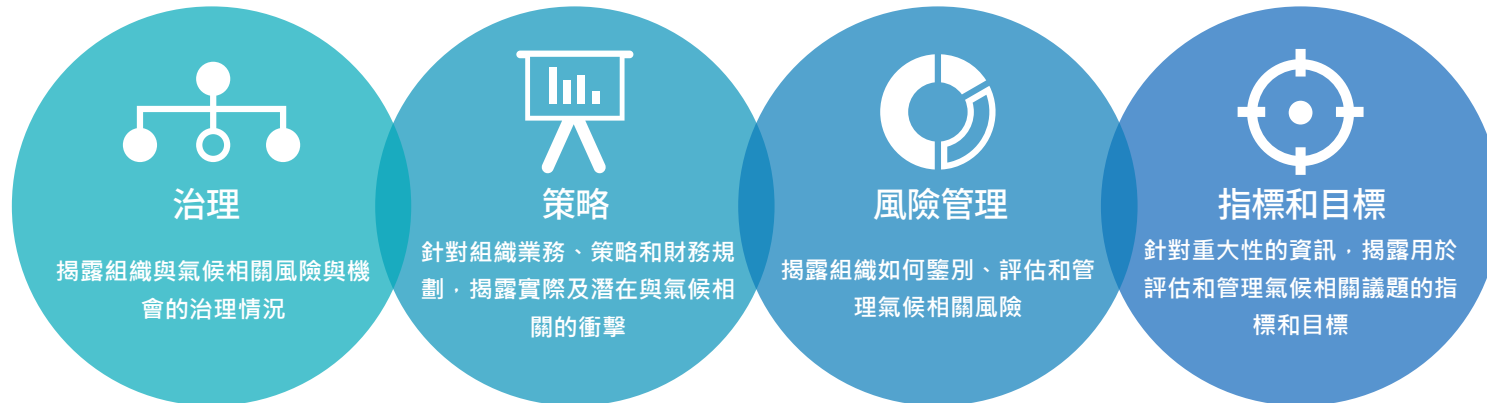 治理
揭露組織與氣候相關風險與機
會的治理情況
策略
針對組織業務、策略和財務規
劃，揭露實際及潛在與氣候相
關的衝擊
風險管理
揭露組織如何鑒別、評估和管
理氣候相關風險
指標和目標
針對重大性的資訊，揭露用於
評估和管理氣候相關議題的指
標和目標